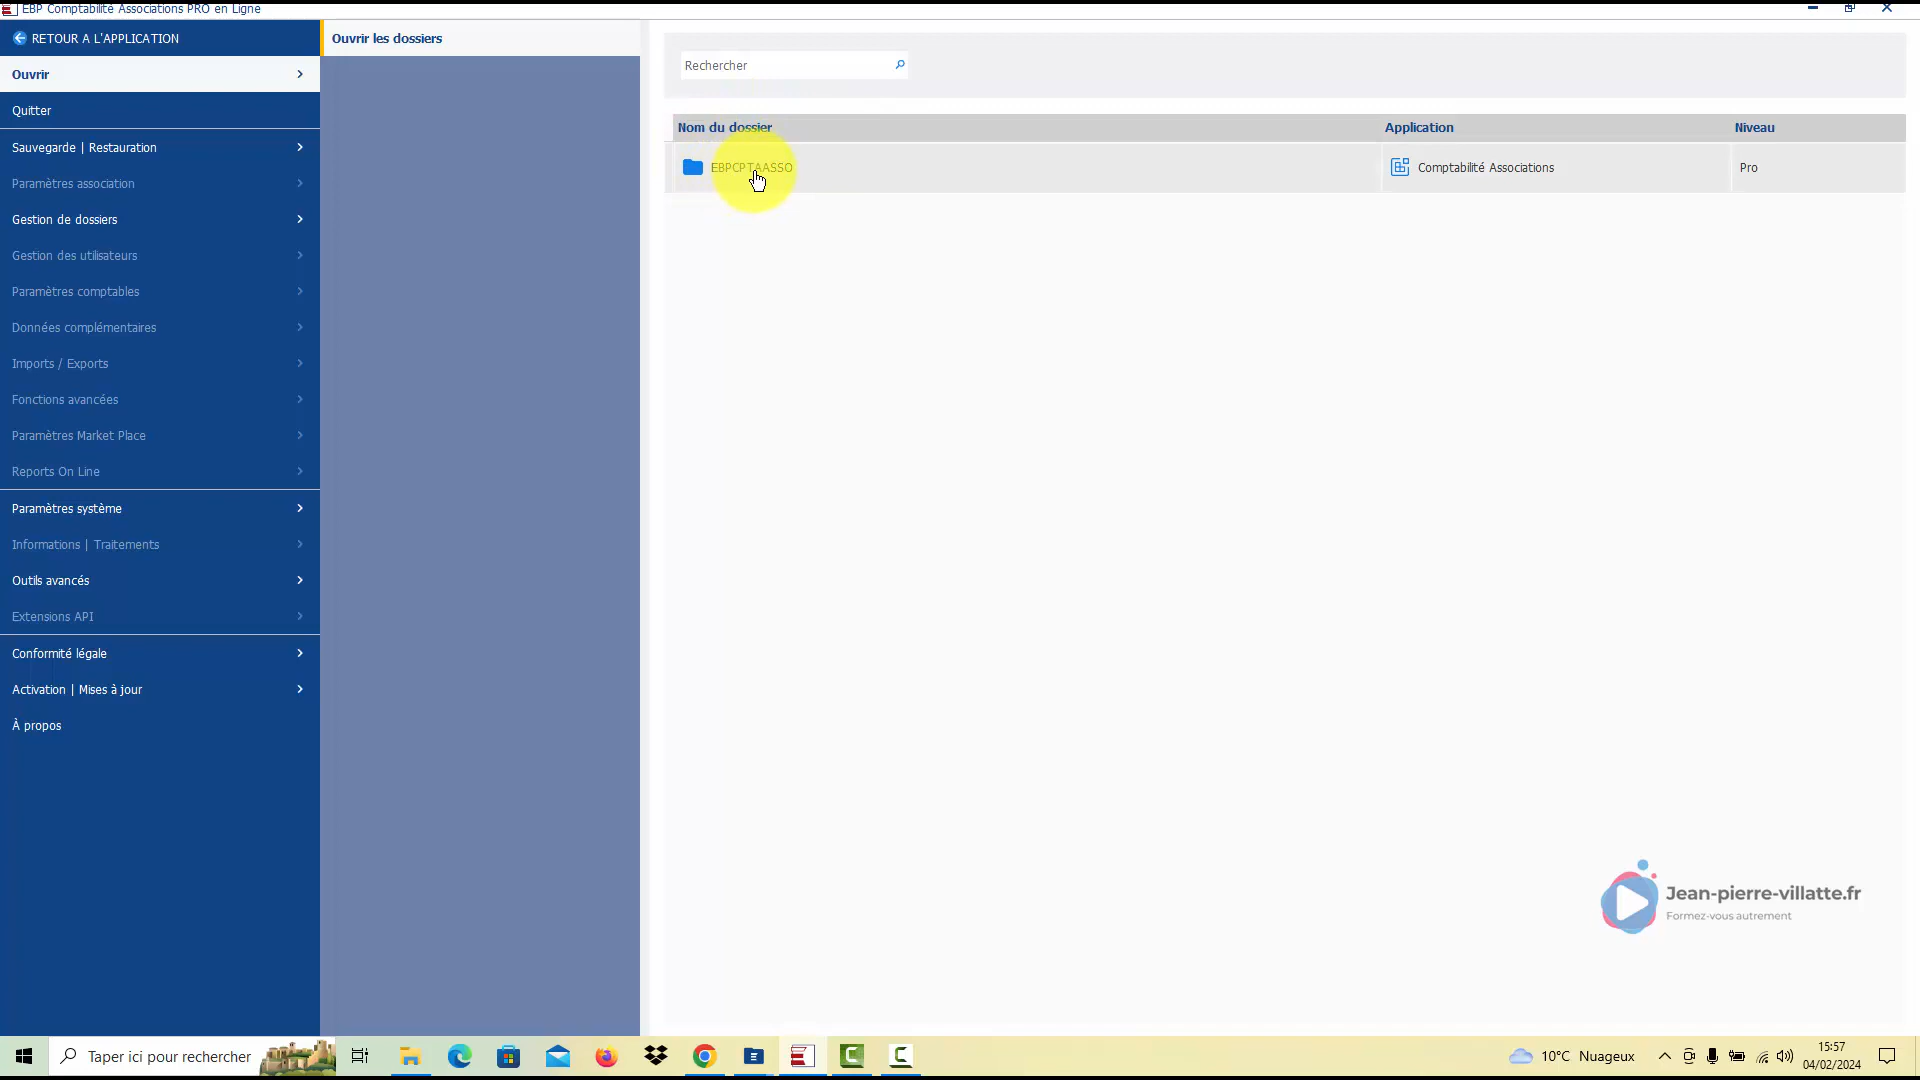 EBP Comptabilité Associations PRO en Ligne
RETOUR A L'APPLICATION
Ouvrir
Quitter
Sauvegarde | Restauration
Paramètres association
Gestion de dossiers
Gestion des utilisateurs
Paramètres comptables
Données complémentaires
Imports / Exports
Fonctions avancées
Paramètres Market Place
Reports On Line
Paramètres système
Informations | Traitements
Outils avancés
Extensions API
Conformité légale
Activation | Mises à jour
À propos
Ouvrir les dossiers
Rechercher
Nom du dossier Application Niveau
EBPCPTAASSO Comptabilité Associations Pro
Jean-pierre-villatte.fr
Formez-vous autrement
Taper ici pour rechercher
10°C Nuageux
15:57
04/02/2024